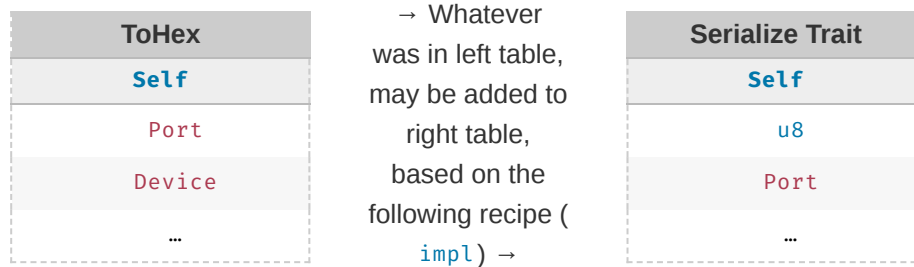 ToHex
Self
Port
Device
…
→ Whatever
was in left table,
may be added to
right table,
based on the
following recipe (
impl) →
Serialize Trait
Self
u8
Port
…